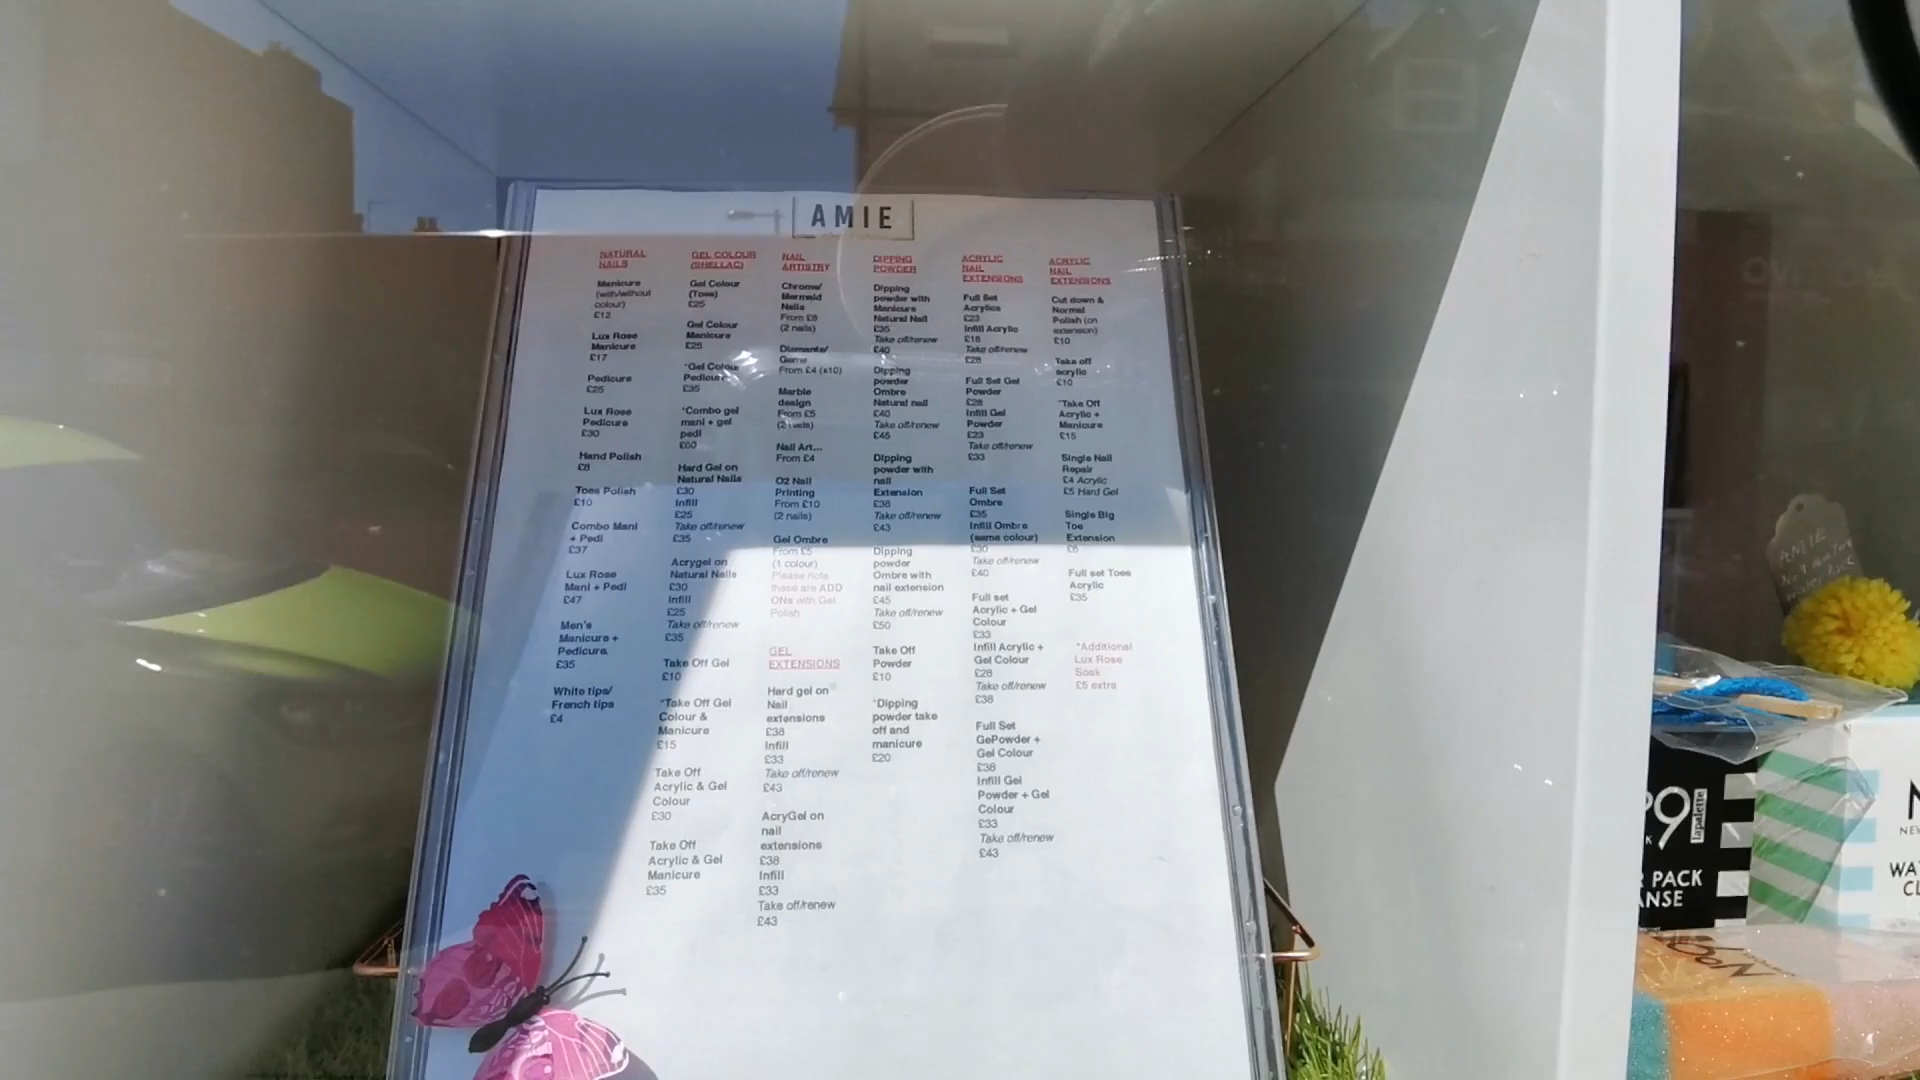 AMIE
NATURAL
NAILS
Manicure
(with/without
colour)
£12
Lux Rose
Manicure
£17
Pedicure
£25
Lux Rose
Pedicure
£30
Hand Polish
£8
Toes Polish
£10
Combo Mani
+ Pedi
£37
Lux Rose
Mani + Pedi
£47
Men's
Manicure +
Pedicure.
£35
White tips/
French tips
£4
GEL COLOUR
(SHELLAC)
Gel Colour
(Toes)
£25
Gel Colour
Manicure
£25
*Gel Colour
Pedicure
£35
*Combo gel
mani + gel
pedi
£60
Hard Gel on
Natural Nails
£30
Infill
£25
Take off/renew
£35
Acrygel on
Natural Nails
£30
Infill
£25
Take off/renew
£35
Take Off Gel
£10
*Take Off Gel
Colour &
Manicure
£15
Take Off
Acrylic & Gel
Colour
£30
Take Off
Acrylic & Gel
Manicure
£35
NAIL
ARTISTRY
Chrome/
Mermaid
Nails
From £8
(2 nails)
Diamante/
Gems
From £4 (x10)
Marble
design
From £5
(2 nails)
Nail Art...
From £4
O2 Nail
Printing
From £10
(2 nails)
Gel Ombre
From £5
(1 colour)
Please note
these are ADD
ONs with Gel
Polish
GEL
EXTENSIONS
Hard gel on
Nail
extensions
£38
Infill
£33
Take off/renew
£43
AcryGel on
nail
extensions
£38
Infill
£33
Take off/renew
£43
DIPPING
POWDER
Dipping
powder with
Manicure
Natural Nail
£35
Take off/renew
£40
Dipping
powder
Ombre
Natural nail
£40
Take off/renew
£45
Dipping
powder with
nail
Extension
£38
Take off/renew
£43
Dipping
powder
Ombre with
nail extension
£45
Take off/renew
£50
Take Off
Powder
£10
*Dipping
powder take
off and
manicure
£20
ACRYLIC
NAIL
EXTENSIONS
Full Set
Acrylics
£23
Infill Acrylic
£18
Take off/renew
£28
Full Set Gel
Powder
£28
Infill Gel
Powder
£23
Take off/renew
£33
Full Set
Ombre
£35
Infill Ombre
(same colour)
£30
Take off/renew
£40
Full set
Acrylic + Gel
Colour
£33
Infill Acrylic +
Gel Colour
£28
Take off/renew
£38
Full Set
GePowder +
Gel Colour
£38
Infill Gel
Powder + Gel
Colour
£33
Take off/renew
£43
ACRYLIC
NAIL
EXTENSIONS
Cut down &
Normal
Polish (on
extension)
£10
Take off
acrylic
£10
*Take Off
Acrylic +
Manicure
£15
Single Nail
Repair
£4 Acrylic
£5 Hard Gel
Single Big
Toe
Extension
£6
Full set Toes
Acrylic
£35
*Additional
Lux Rose
Soak
£5 extra
AMIE
lapalette
PACK